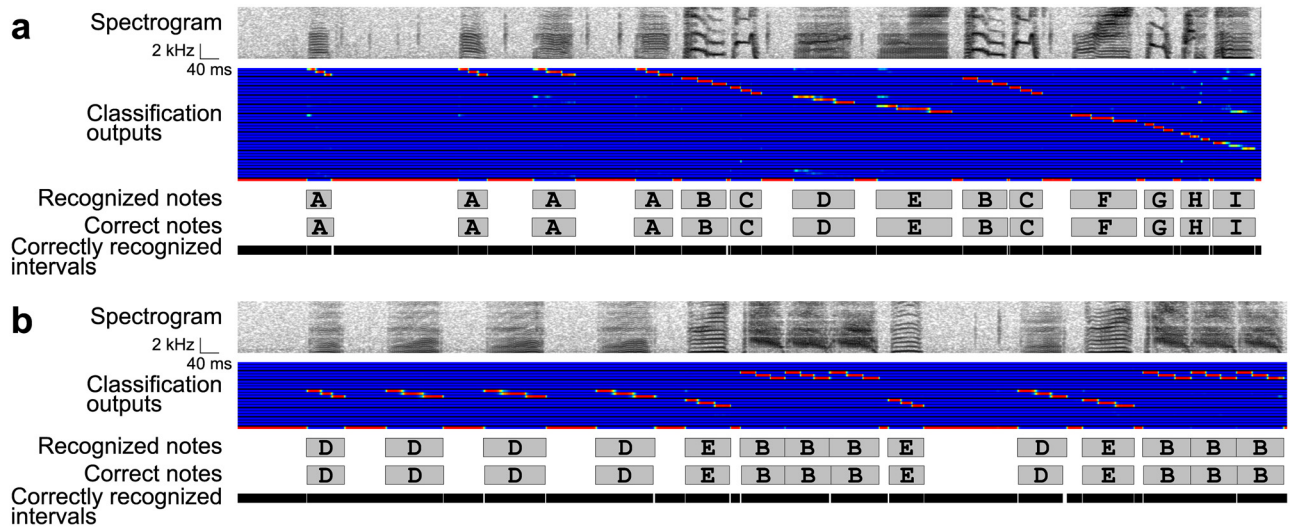 a
Spectrogram
2 kHz
40 ms
Classification
outputs
Recognized notes
A A A A B C D E B C F G H I
Correct notes
A A A A B C D E B C F G H I
Correctly recognized
intervals
b
Spectrogram
2 kHz
40 ms
Classification
outputs
Recognized notes
D D D D E B B B E D E B B B
Correct notes
D D D D E B B B E D E B B B
Correctly recognized
intervals